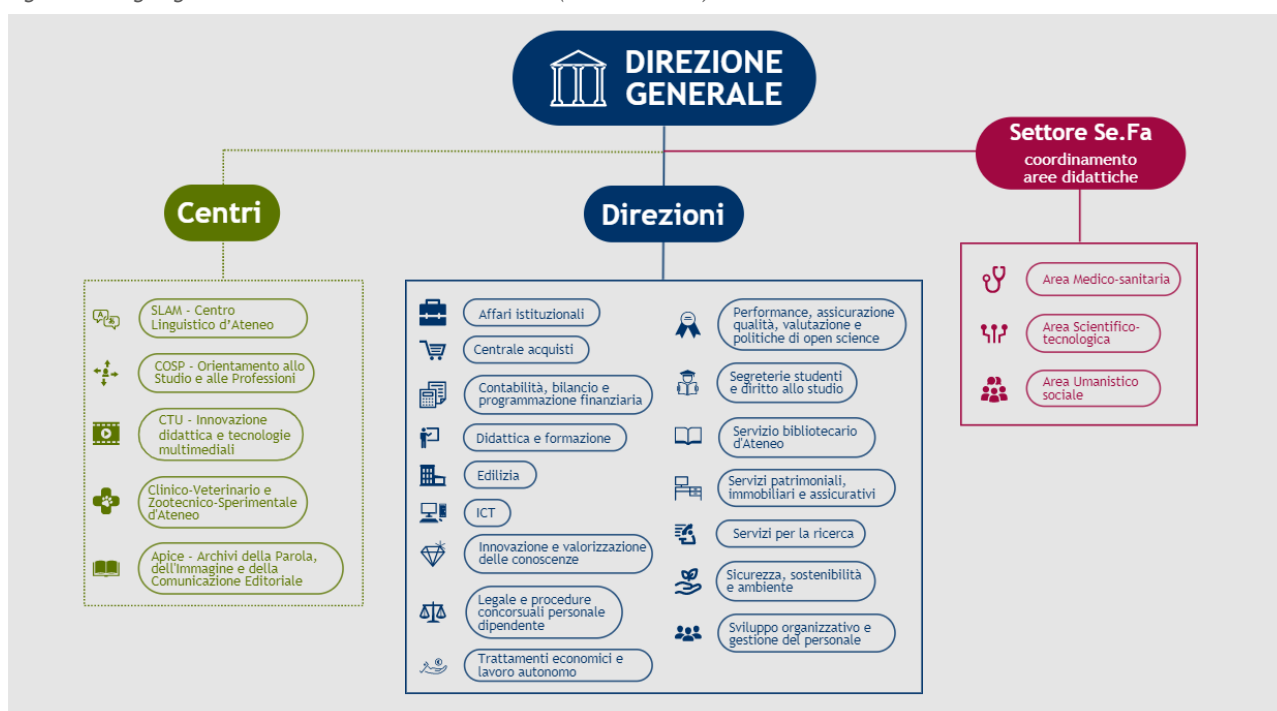 DIREZIONE
GENERALE
Settore Se.Fa
coordinamento
aree didattiche
Centri
Direzioni
SLAM - Centro
Linguistico d'Ateneo
COSP - Orientamento allo
Studio e alle Professioni
CTU - Innovazione
didattica e tecnologie
multimediali
Clinico-Veterinario e
Zootecnico-Sperimentale
d'Ateneo
Apice - Archivi della Parola,
dell'Immagine e della
Comunicazione Editoriale
Affari istituzionali
Centrale acquisti
Contabilità, bilancio e
programmazione finanziaria
Didattica e formazione
Edilizia
ICT
Innovazione e valorizzazione
delle conoscenze
Legale e procedure
concorsuali personale
dipendente
Trattamenti economici e
lavoro autonomo
Performance, assicurazione
qualità, valutazione e
politiche di open science
Segreterie studenti
e diritto allo studio
Servizio bibliotecario
d'Ateneo
Servizi patrimoniali,
immobiliari e assicurativi
Servizi per la ricerca
Sicurezza, sostenibilità
e ambiente
Sviluppo organizzativo e
gestione del personale
Area Medico-sanitaria
Area Scientifico-
tecnologica
Area Umanistico
sociale